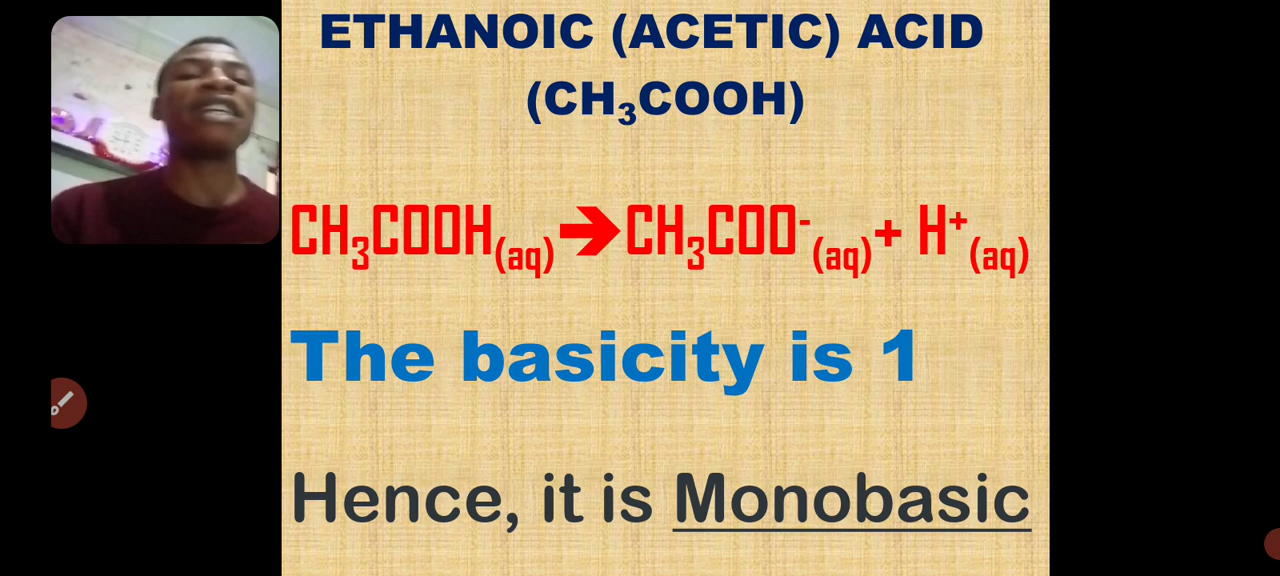 ETHANOIC (ACETIC) ACID
(CH₃COOH)
CH₃COOH(aq)➔CH₃COO⁻(aq)+ H⁺(aq)
The basicity is 1
Hence, it is Monobasic